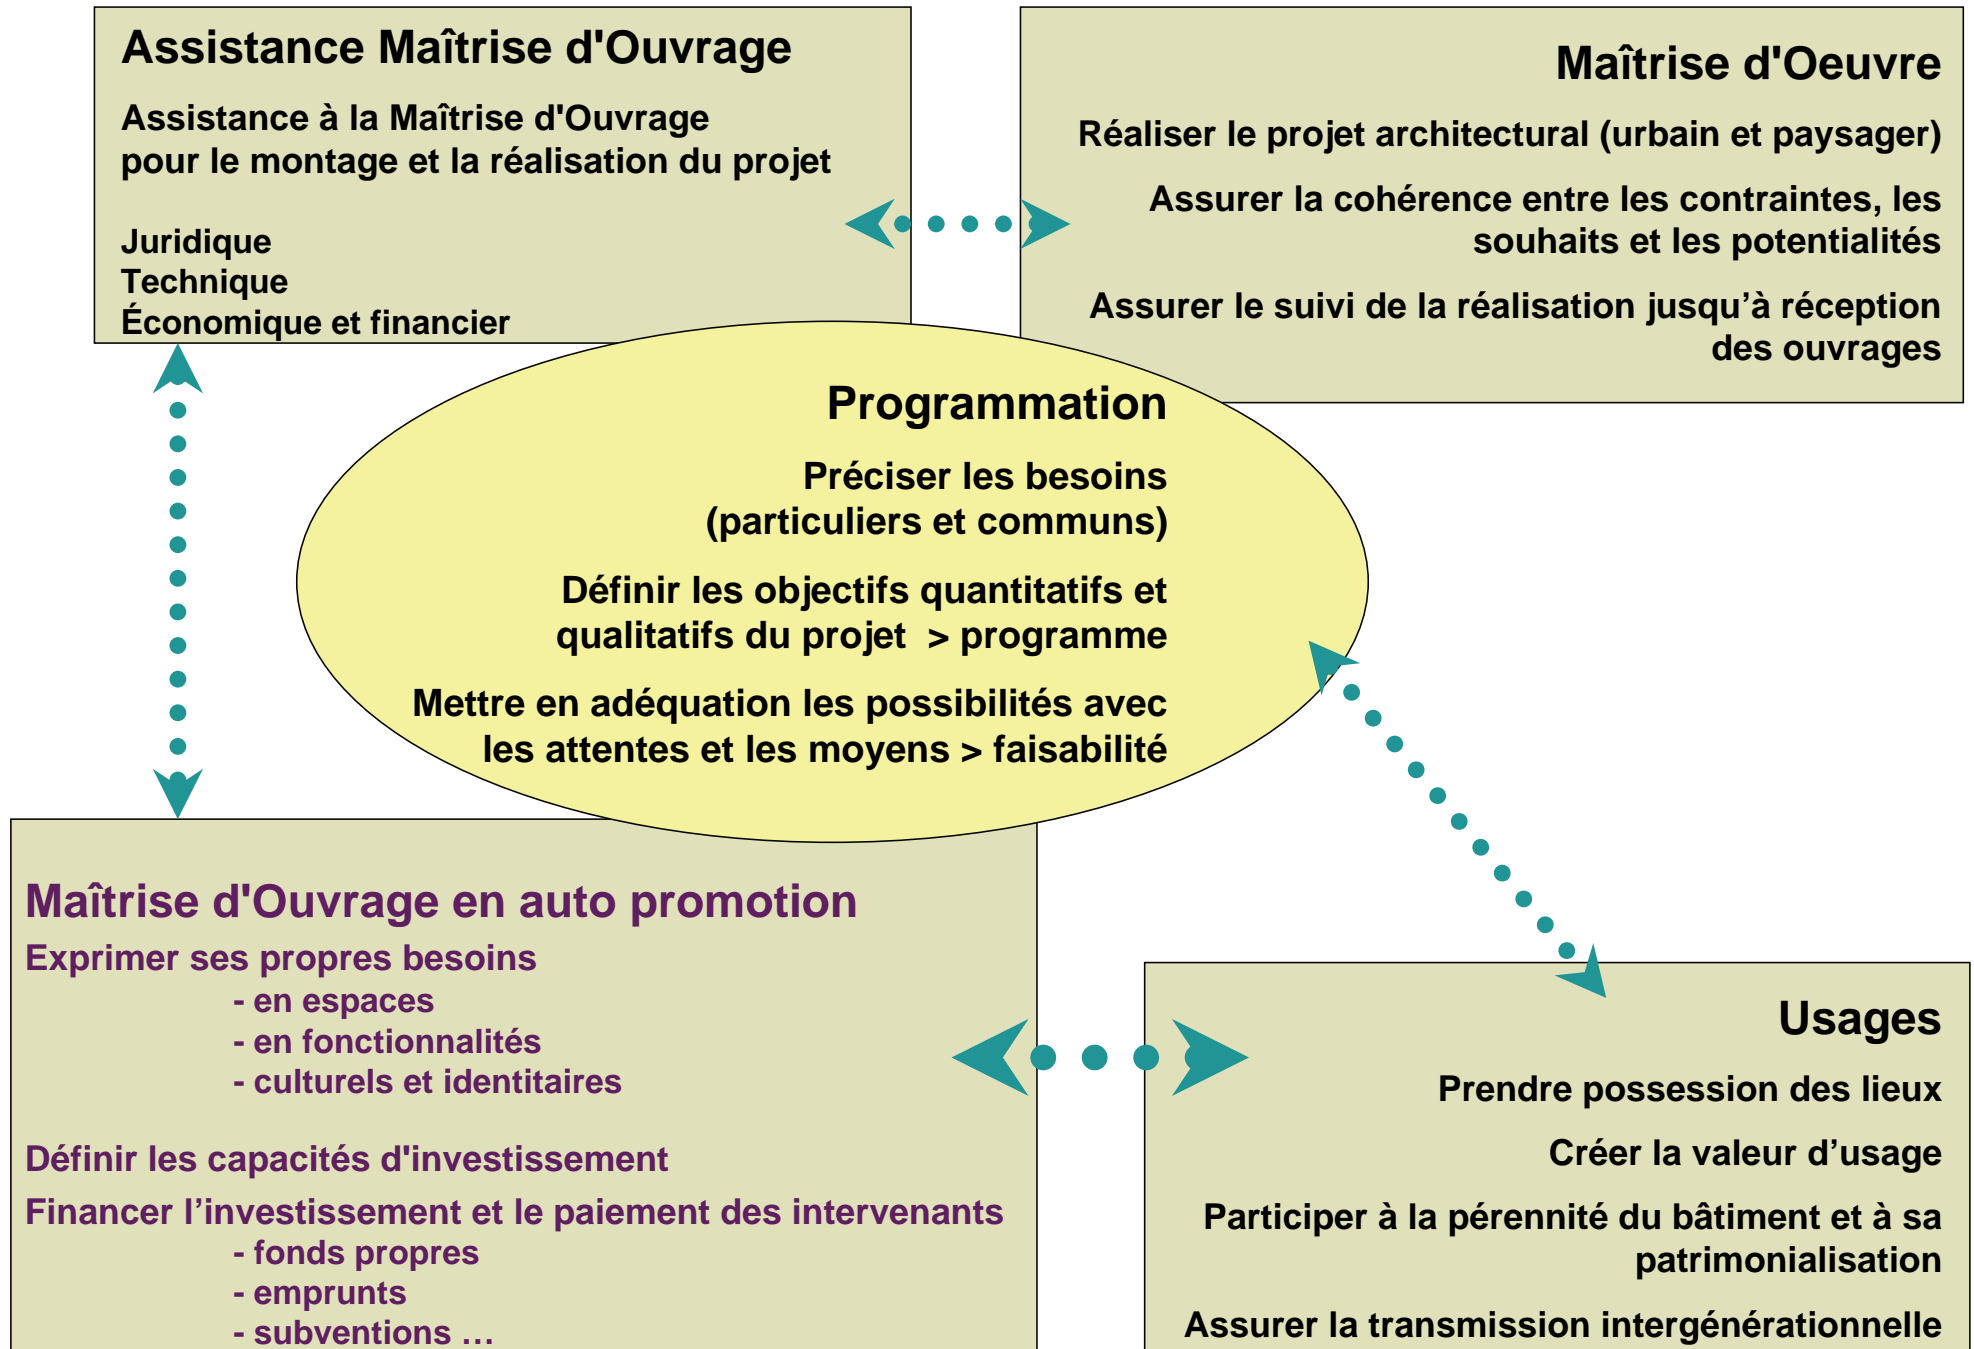 Assistance Maîtrise d'Ouvrage
Assistance à la Maîtrise d'Ouvrage
pour le montage et la réalisation du projet
Juridique
Technique
Économique et financier
Maîtrise d'Oeuvre
Réaliser le projet architectural (urbain et paysager)
Assurer la cohérence entre les contraintes, les
souhaits et les potentialités
Assurer le suivi de la réalisation jusqu’à réception
des ouvrages
Programmation
Préciser les besoins
(particuliers et communs)
Définir les objectifs quantitatifs et
qualitatifs du projet > programme
Mettre en adéquation les possibilités avec
les attentes et les moyens > faisabilité
Maîtrise d'Ouvrage en auto promotion
Exprimer ses propres besoins
- en espaces
- en fonctionnalités
- culturels et identitaires
Définir les capacités d'investissement
Financer l’investissement et le paiement des intervenants
- fonds propres
- emprunts
- subventions …
Usages
Prendre possession des lieux
Créer la valeur d’usage
Participer à la pérennité du bâtiment et à sa
patrimonialisation
Assurer la transmission intergénérationnelle